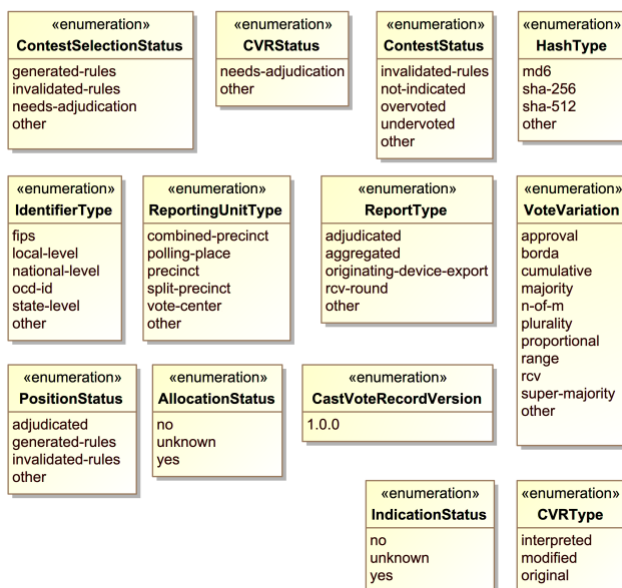 «enumeration»
ContestSelectionStatus
generated-rules
invalidated-rules
needs-adjudication
other
«enumeration»
CVRStatus
needs-adjudication
other
«enumeration»
ContestStatus
invalidated-rules
not-indicated
overvoted
undervoted
other
«enumeration»
HashType
md6
sha-256
sha-512
other
«enumeration»
IdentifierType
fips
local-level
national-level
ocd-id
state-level
other
«enumeration»
ReportingUnitType
combined-precinct
polling-place
precinct
split-precinct
vote-center
other
«enumeration»
ReportType
adjudicated
aggregated
originating-device-export
rcv-round
other
«enumeration»
VoteVariation
approval
borda
cumulative
majority
n-of-m
plurality
proportional
range
rcv
super-majority
other
«enumeration»
PositionStatus
adjudicated
generated-rules
invalidated-rules
other
«enumeration»
AllocationStatus
no
unknown
yes
«enumeration»
CastVoteRecordVersion
1.0.0
«enumeration»
IndicationStatus
no
unknown
yes
«enumeration»
CVRType
interpreted
modified
original